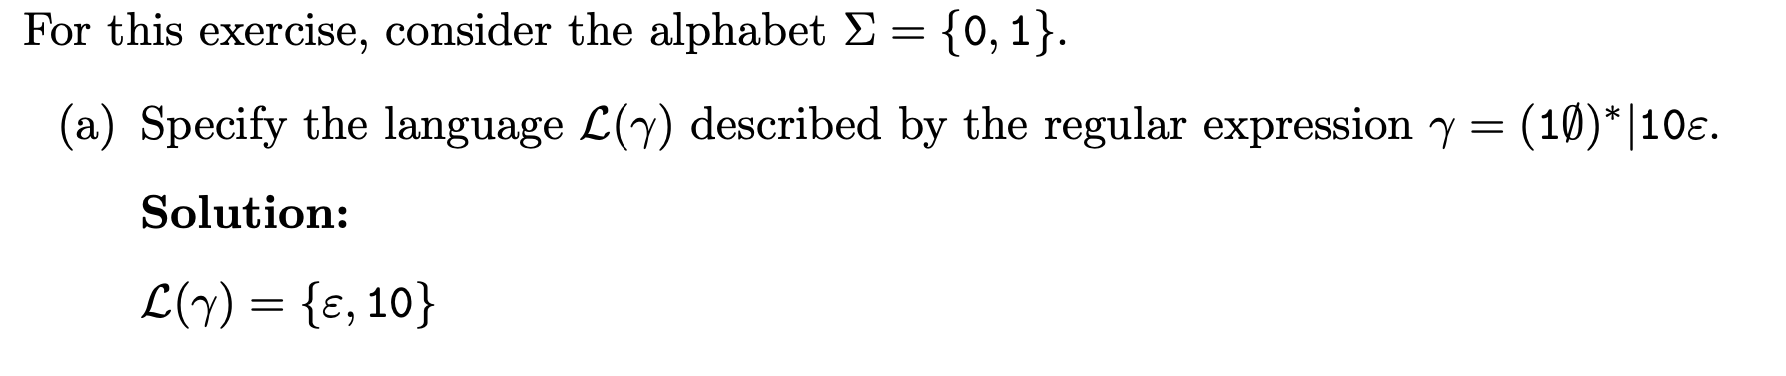 For this exercise, consider the alphabet Σ = {0, 1}.
(a) Specify the language ℒ(γ) described by the regular expression γ = (1∅)*|10ε.
Solution:
ℒ(γ) = {ε, 10}